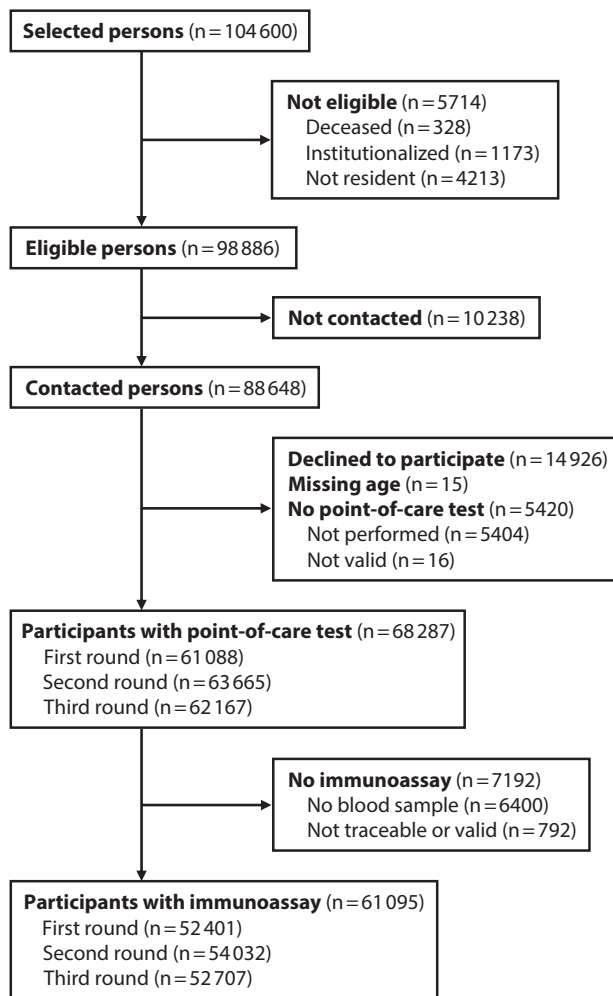 Selected persons (n=104 600)
Not eligible (n=5714)
Deceased (n=328)
Institutionalized (n=1173)
Not resident (n=4213)
Eligible persons (n=98 886)
Not contacted (n=10 238)
Contacted persons (n=88 648)
Declined to participate (n=14 926)
Missing age (n=15)
No point-of-care test (n=5420)
Not performed (n=5404)
Not valid (n=16)
Participants with point-of-care test (n=68 287)
First round (n=61 088)
Second round (n=63 665)
Third round (n=62 167)
No immunoassay (n=7192)
No blood sample (n=6400)
Not traceable or valid (n=792)
Participants with immunoassay (n=61 095)
First round (n=52 401)
Second round (n=54 032)
Third round (n=52 707)